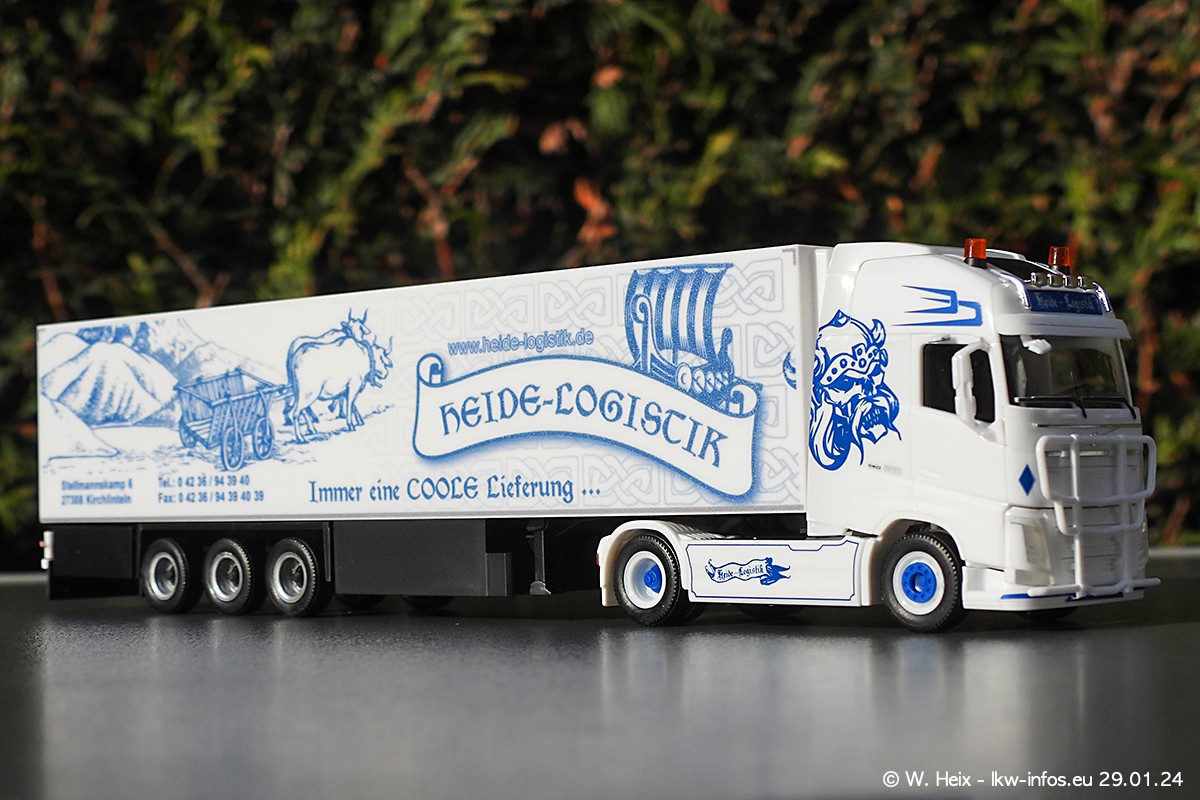 Heide-Logistik
www.heide-logistik.de
HEIDE-LOGISTIK
Stellmannskamp 6
27308 Kirchlinteln
Tel.: 0 42 36 / 94 39 40
Fax: 0 42 36 / 94 39 40 39
Immer eine COOLE Lieferung ...
Heide-Logistik
© W. Heix - lkw-infos.eu 29.01.24